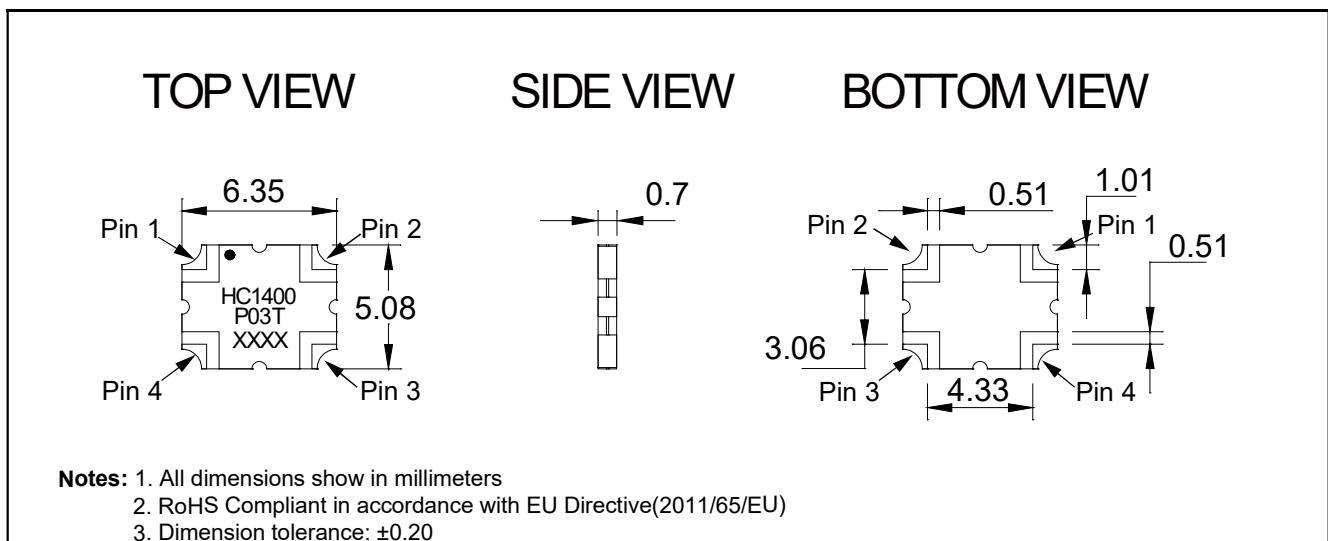 TOP VIEW
SIDE VIEW
BOTTOM VIEW
6.35
Pin 1
Pin 2
HC1400
P03T
XXXX
5.08
Pin 4
Pin 3
0.7
0.51
1.01
Pin 2
Pin 1
0.51
3.06
Pin 3
4.33
Pin 4
Notes: 1. All dimensions show in millimeters
2. RoHS Compliant in accordance with EU Directive(2011/65/EU)
3. Dimension tolerance: ±0.20